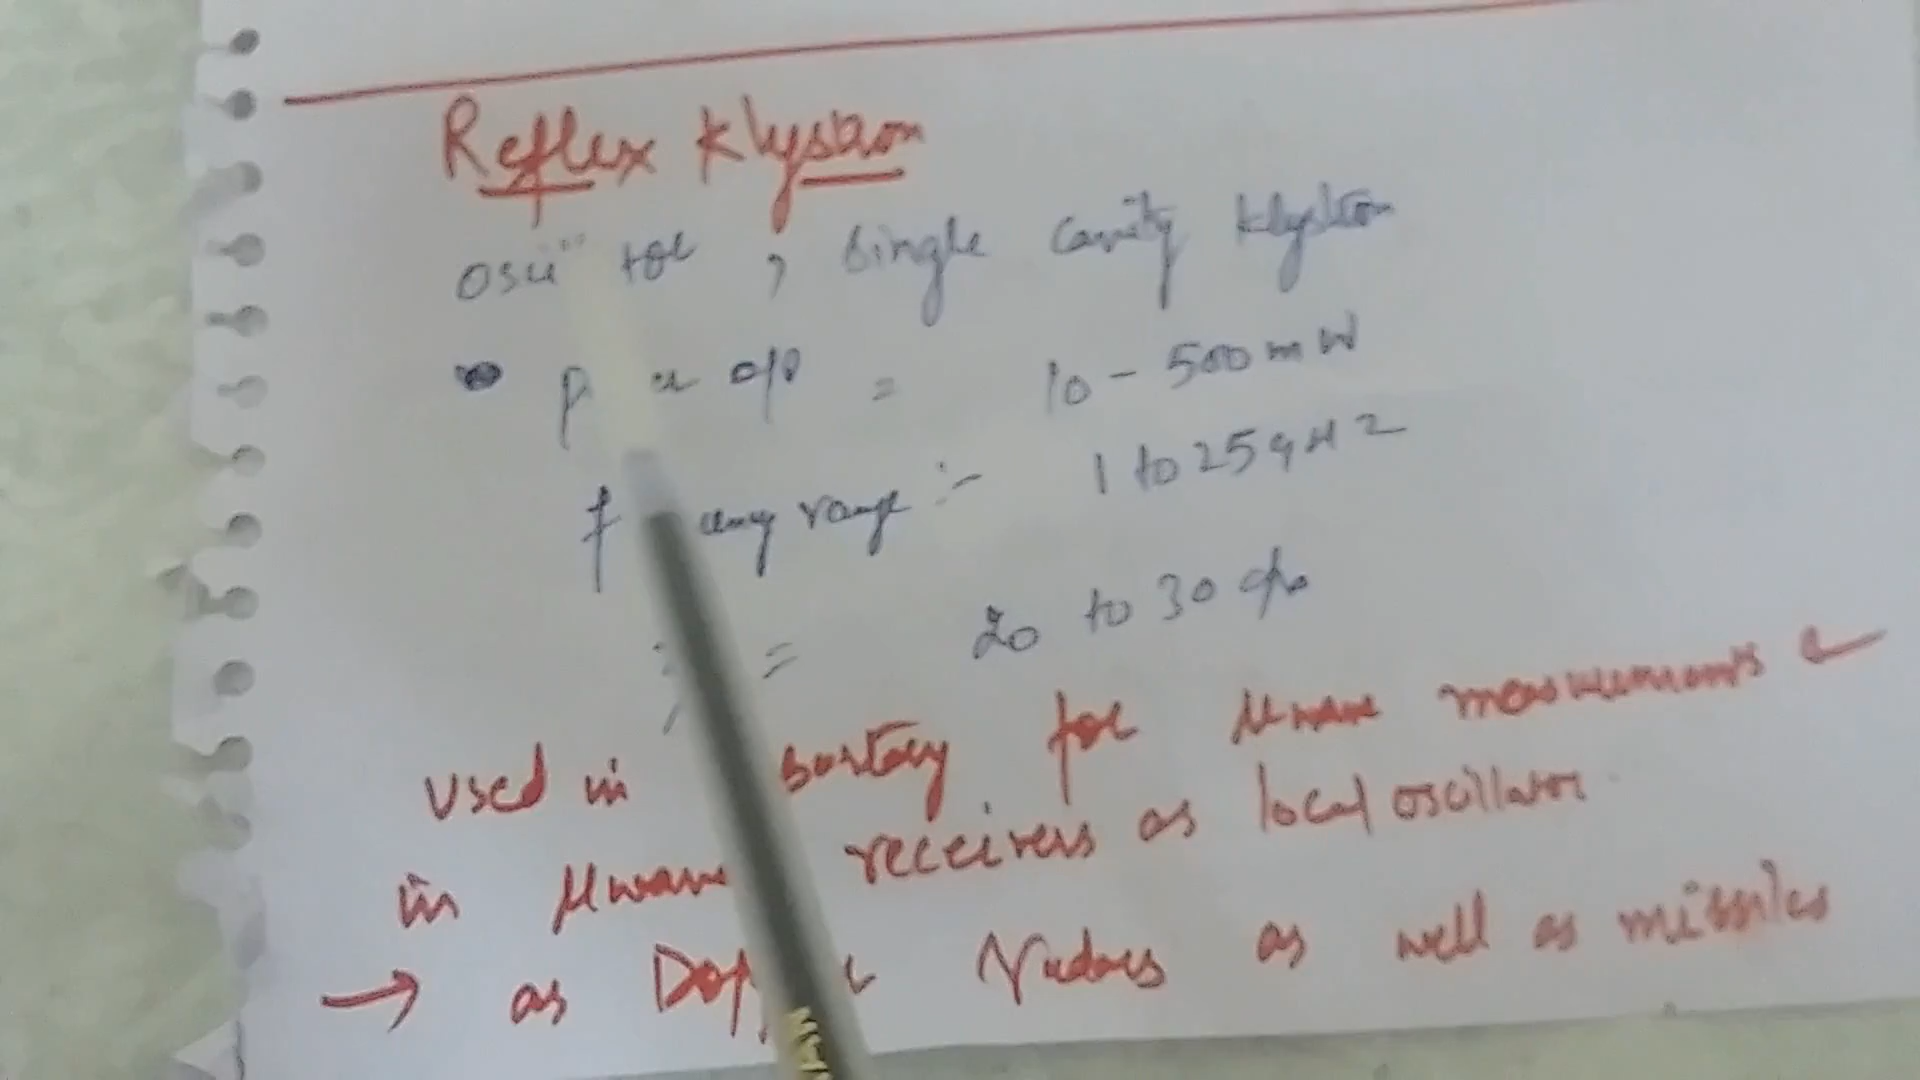 Reflex Klystron
tor, Single cavity klystron
o/p = 10 - 500 mW
range :- 1 to 25 GHz
= 20 to 30 %
Used in for μwave measurements &
in μwave receivers as local oscillator
→ as radars as well as missiles